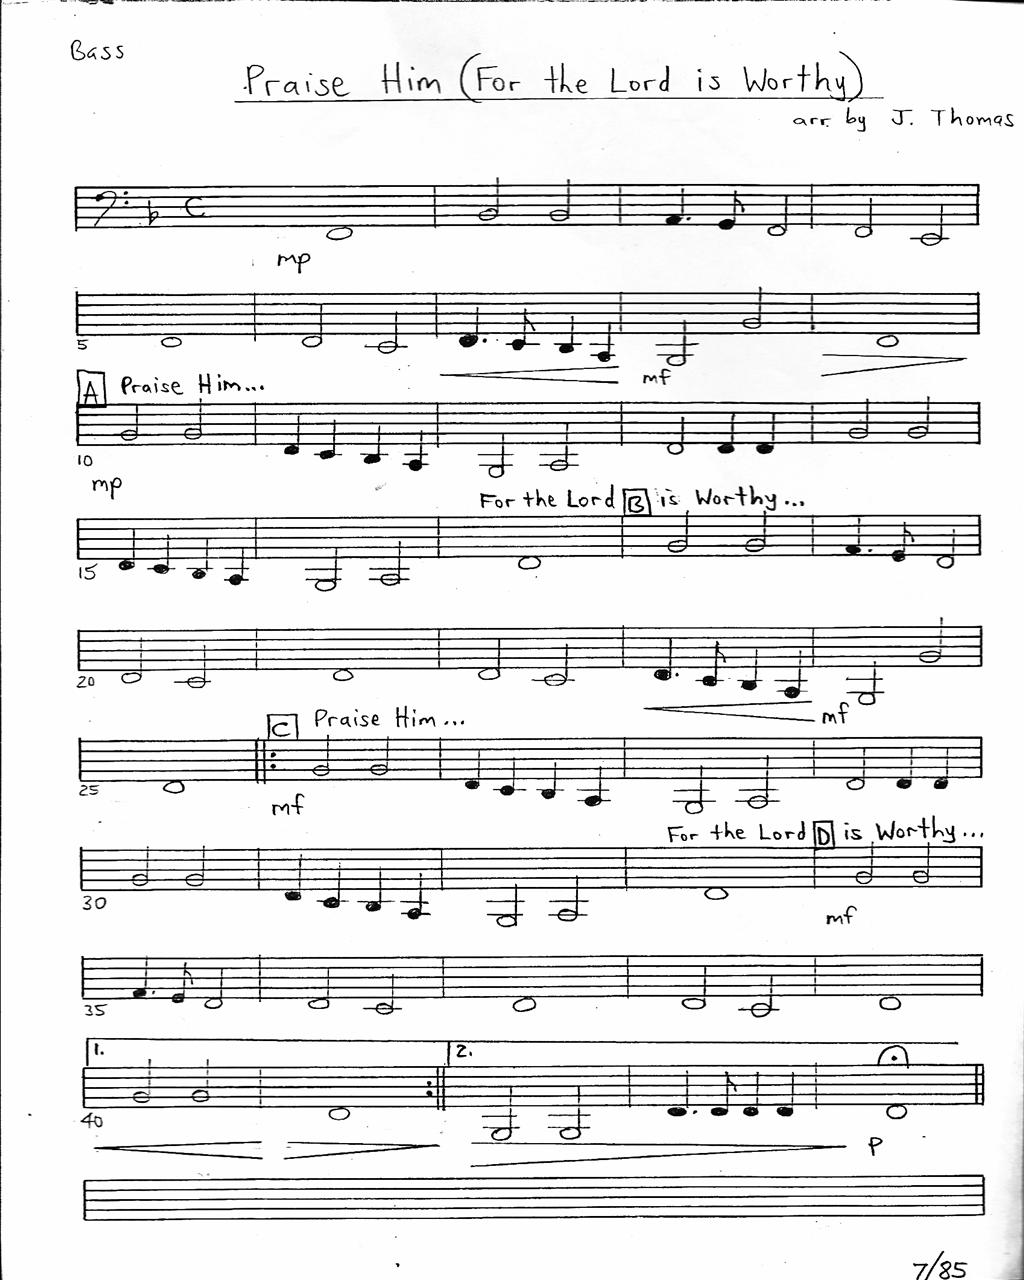 Bass
Praise Him (For the Lord is Worthy)
arr. by J. Thomas
C
mp
5
mf
A Praise Him...
10
mp
For the Lord B is Worthy...
15
20
mf
C Praise Him...
25
mf
For the Lord D is Worthy...
30
mf
35
1. 2.
40
p
7/85